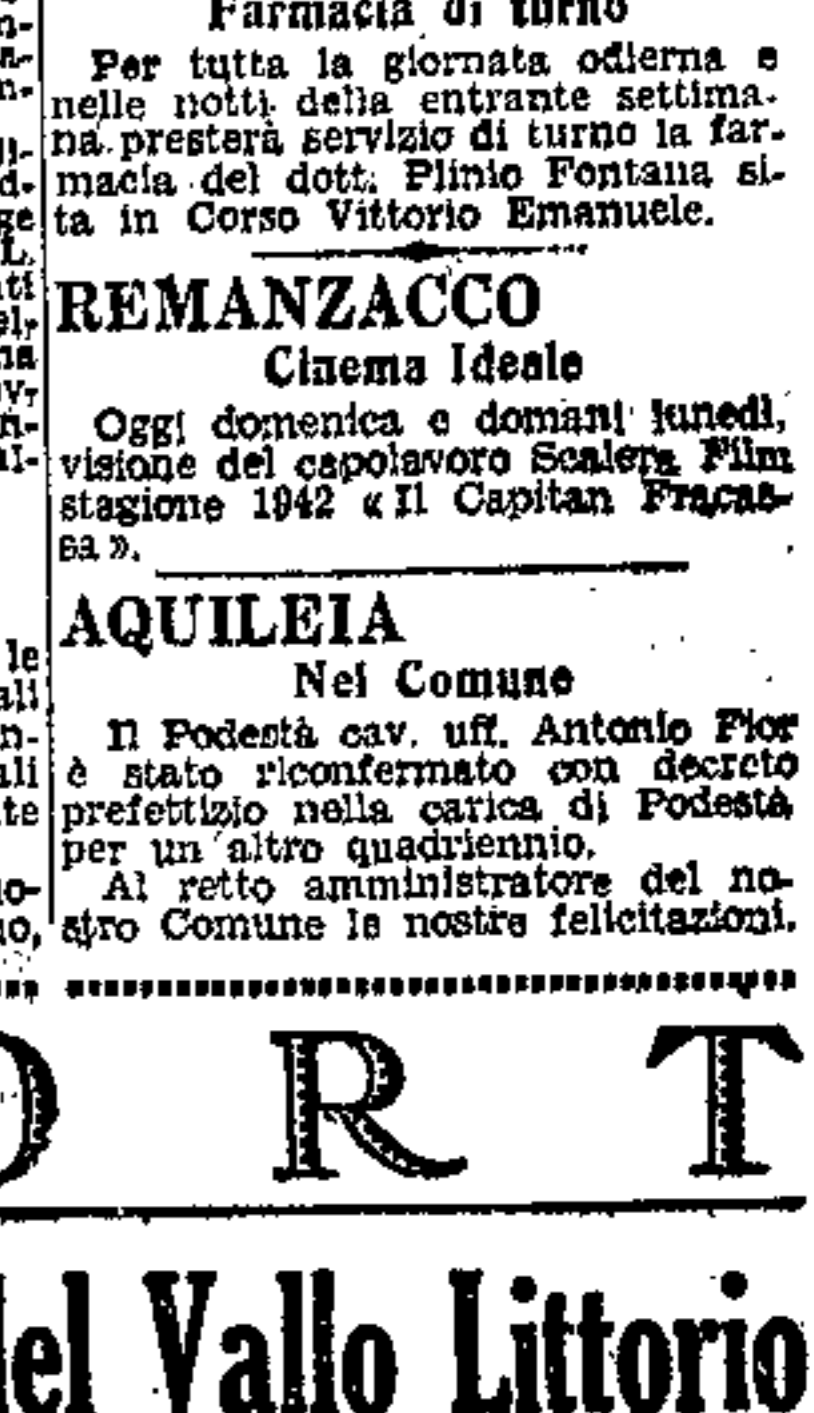 Farmacia di turno
Per tutta la giornata odierna e
nelle notti della entrante settima-
na presterà servizio di turno la far-
macia del dott. Plinio Fontana si-
ta in Corso Vittorio Emanuele.
REMANZACCO
Cinema Ideale
Oggi domenica e domani lunedì,
visione del capolavoro Scalera Film
stagione 1942 « Il Capitan Fracas-
sa ».
AQUILEIA
Nel Comune
Il Podestà cav. uff. Antonio Fior
è stato riconfermato con decreto
prefettizio nella carica di Podestà
per un altro quadriennio.
Al retto amministratore del no-
stro Comune le nostre felicitazioni.
O R T
del Vallo Littorio